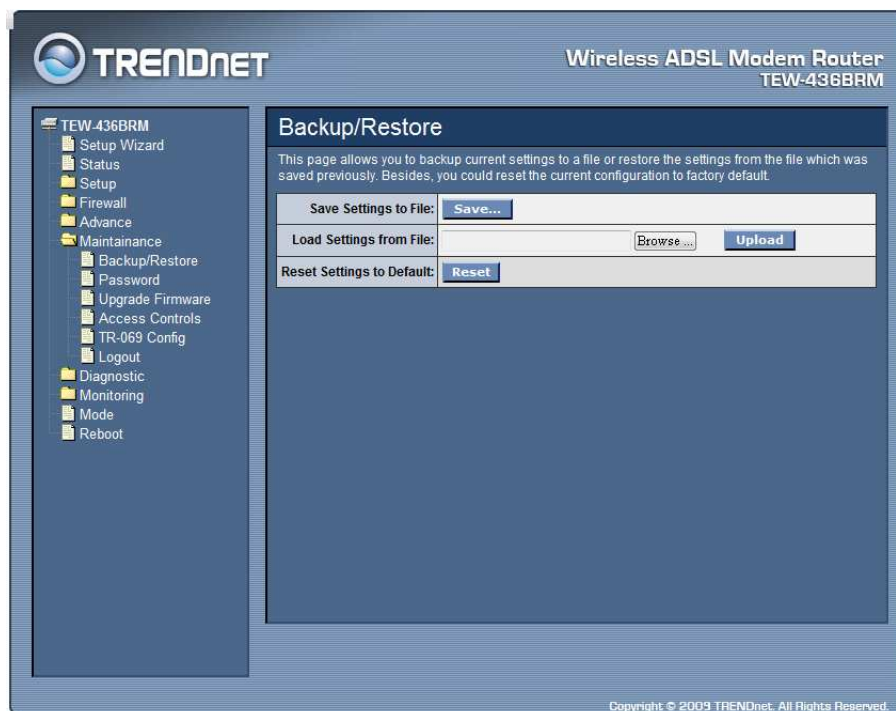 TRENDNET
Wireless ADSL Modem Router
TEW-436BRM
TEW-436BRM
Setup Wizard
Status
Setup
Firewall
Advance
Maintainance
Backup/Restore
Password
Upgrade Firmware
Access Controls
TR-069 Config
Logout
Diagnostic
Monitoring
Mode
Reboot
Backup/Restore
This page allows you to backup current settings to a file or restore the settings from the file which was
saved previously. Besides, you could reset the current configuration to factory default.
Save Settings to File: Save...
Load Settings from File: Browse ... Upload
Reset Settings to Default: Reset
Copyright © 2009 TRENDnet. All Rights Reserved.